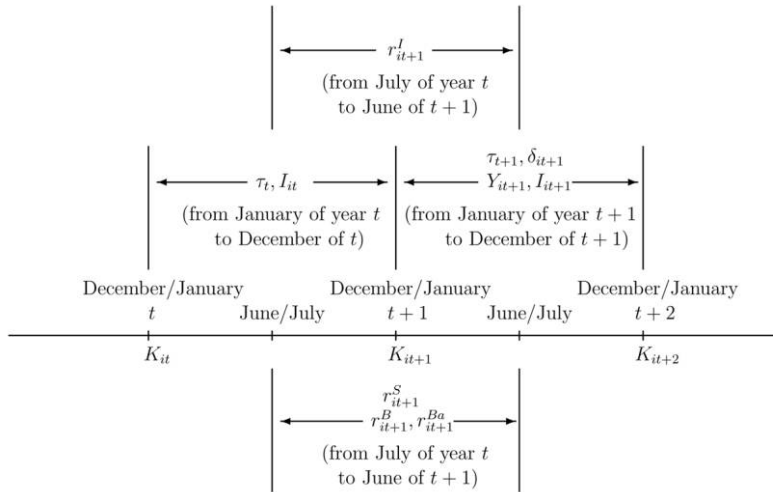 r^I_{it+1}
(from July of year t
to June of t + 1)
τ_{t+1}, δ_{it+1}
τ_t, I_{it} Y_{it+1}, I_{it+1}
(from January of year t (from January of year t + 1
to December of t) to December of t + 1)
December/January December/January December/January
t June/July t + 1 June/July t + 2
K_{it} K_{it+1} K_{it+2}
r^S_{it+1}
r^B_{it+1}, r^{Ba}_{it+1}
(from July of year t
to June of t + 1)